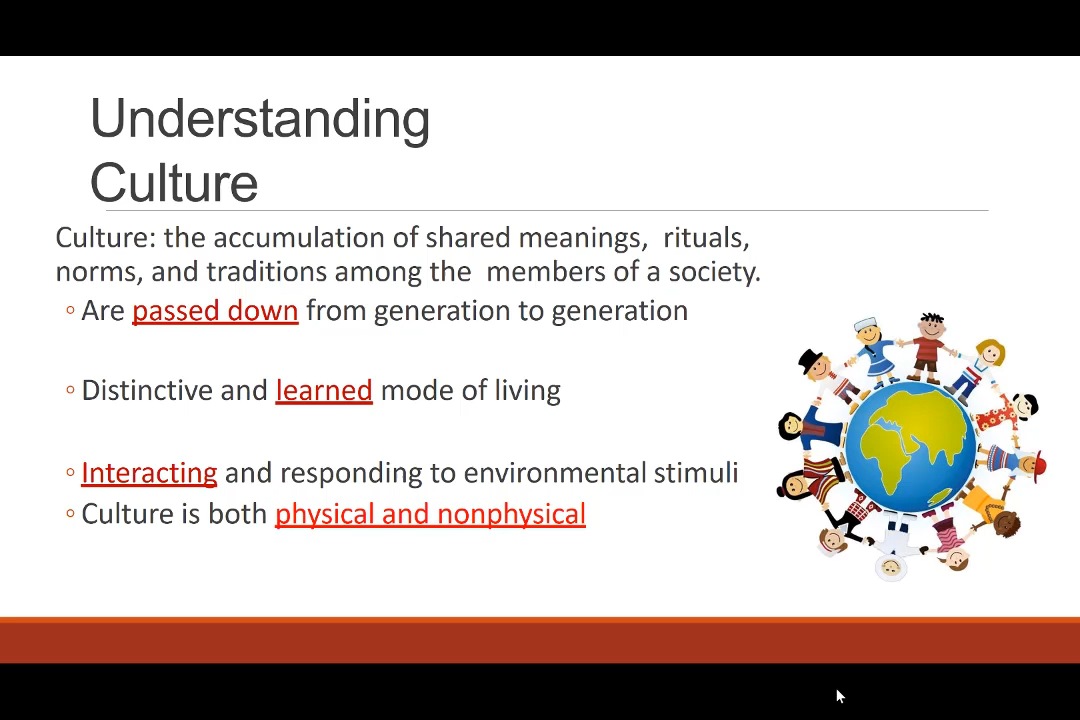 Understanding
Culture
Culture: the accumulation of shared meanings, rituals,
norms, and traditions among the members of a society.
◦ Are passed down from generation to generation
◦ Distinctive and learned mode of living
◦ Interacting and responding to environmental stimuli
◦ Culture is both physical and nonphysical